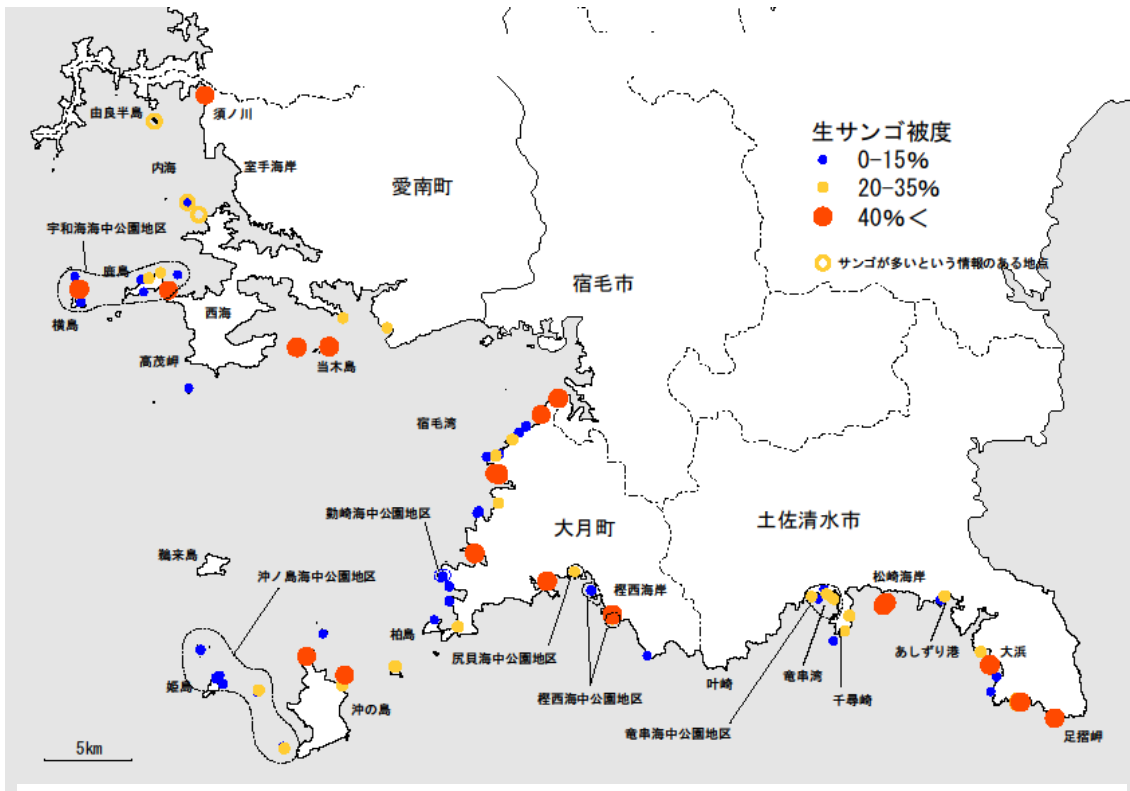 由良半島
須ノ川
内海
室手海岸
愛南町
生サンゴ被度
0-15%
20-35%
40%<
サンゴが多いという情報のある地点
宇和海海中公園地区
鹿島
横島
西海
高茂岬
当木島
宿毛市
宿毛湾
勤崎海中公園地区
大月町
土佐清水市
鵜来島
沖ノ島海中公園地区
樫西海岸
松崎海岸
柏島
尻貝海中公園地区
あしずり港
大浜
姫島
沖の島
樫西海中公園地区
叶崎
竜串湾
千尋崎
竜串海中公園地区
足摺岬
5km